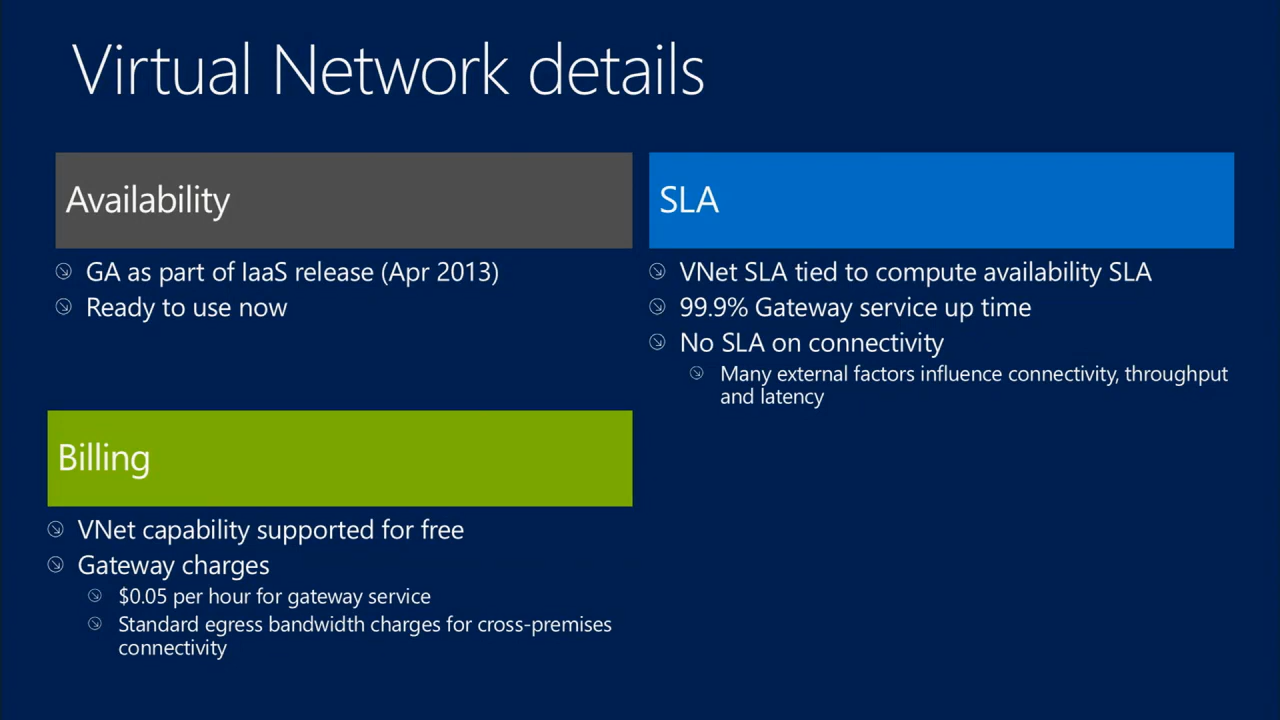 Virtual Network details
Availability
GA as part of IaaS release (Apr 2013)
Ready to use now
SLA
VNet SLA tied to compute availability SLA
99.9% Gateway service up time
No SLA on connectivity
Many external factors influence connectivity, throughput
and latency
Billing
VNet capability supported for free
Gateway charges
$0.05 per hour for gateway service
Standard egress bandwidth charges for cross-premises
connectivity